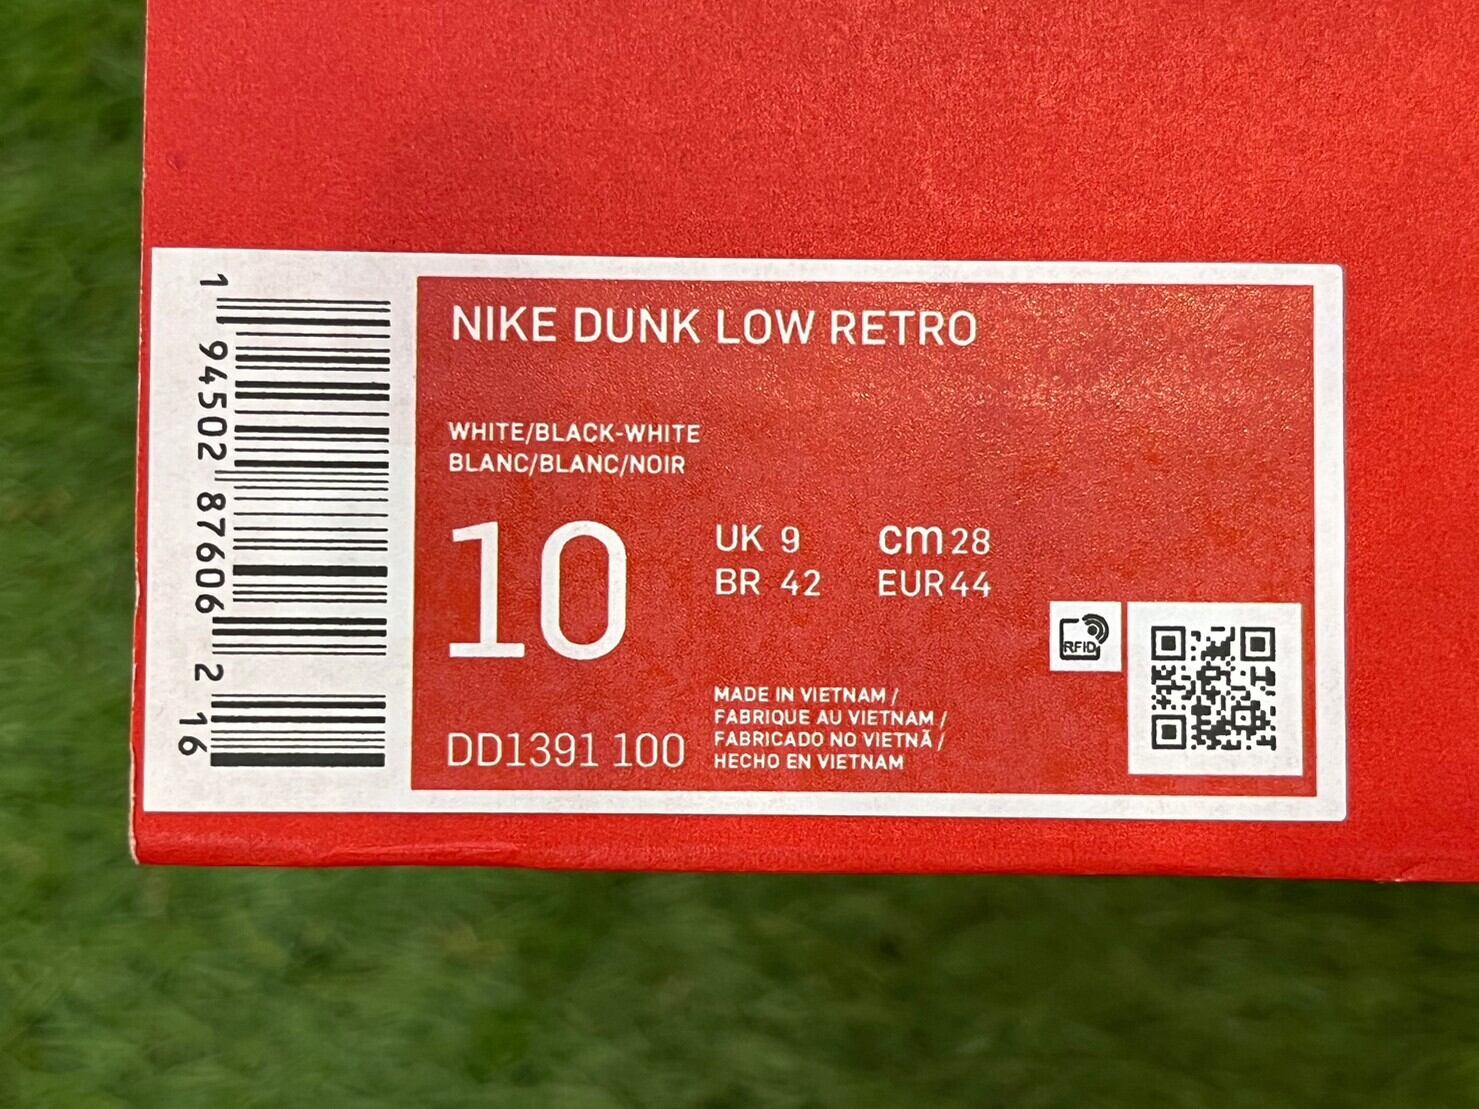 NIKE DUNK LOW RETRO
WHITE/BLACK-WHITE
BLANC/BLANC/NOIR
10
UK 9 cm 28
BR 42 EUR 44
RFID
DD1391 100
MADE IN VIETNAM /
FABRIQUE AU VIETNAM /
FABRICADO NO VIETNÃ /
HECHO EN VIETNAM
1 94502 87606 2 16